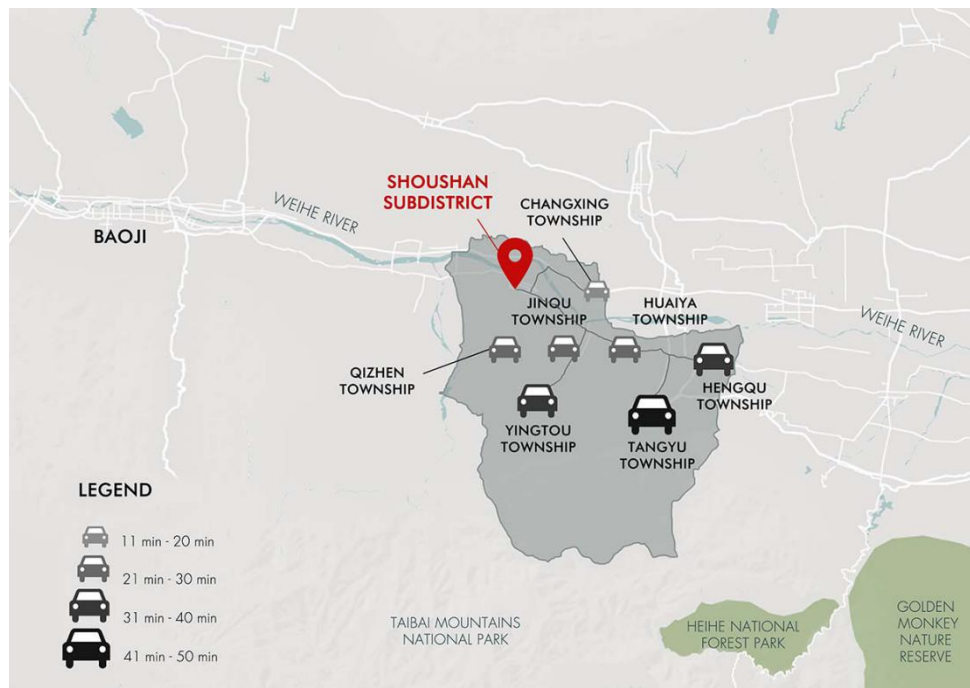 SHOUSHAN
SUBDISTRICT
CHANGXING
TOWNSHIP
WEIHE RIVER
BAOJI
JINQU
TOWNSHIP
HUAIYA
TOWNSHIP
WEIHE RIVER
QIZHEN
TOWNSHIP
HENGQU
TOWNSHIP
YINGTOU
TOWNSHIP
TANGYU
TOWNSHIP
LEGEND
11 min - 20 min
21 min - 30 min
31 min - 40 min
41 min - 50 min
TAIBAI MOUNTAINS
NATIONAL PARK
HEIHE NATIONAL
FOREST PARK
GOLDEN
MONKEY
NATURE
RESERVE